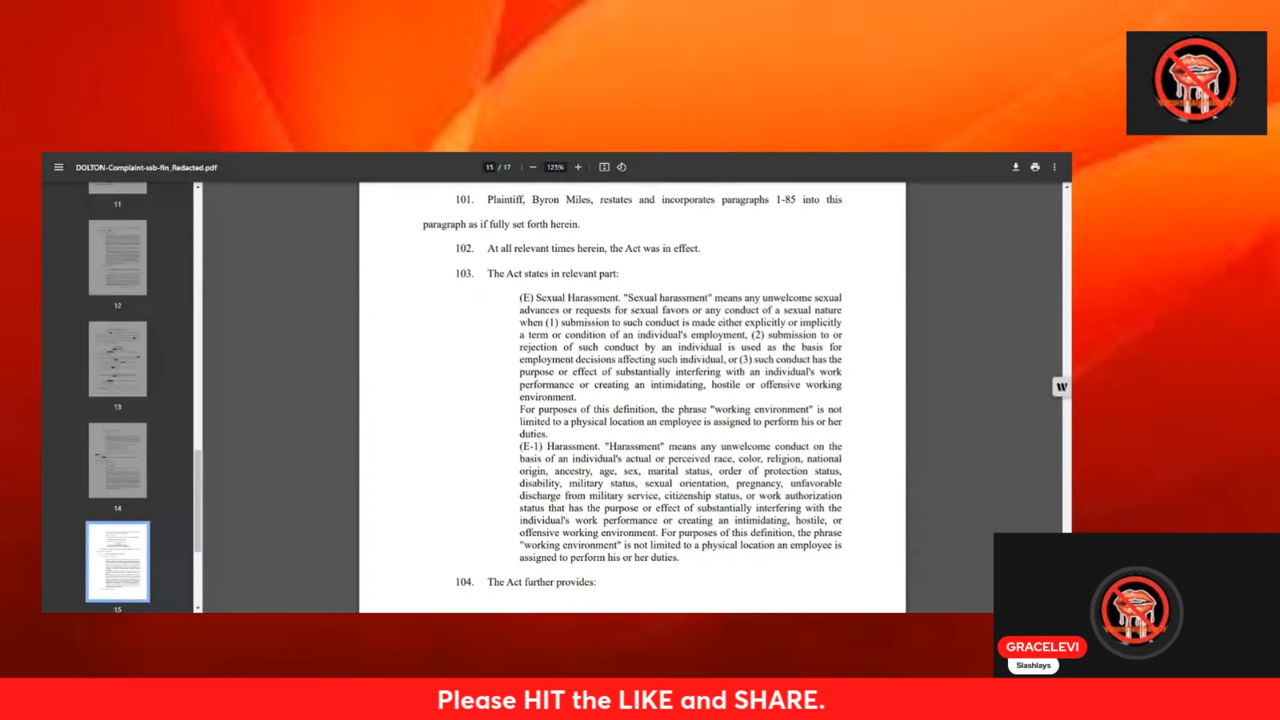 DOLTON-Complaint-ssb-fin_Redacted.pdf
15 / 17
125%
11
12
13
14
15
101. Plaintiff, Byron Miles, restates and incorporates paragraphs 1-85 into this
paragraph as if fully set forth herein.
102. At all relevant times herein, the Act was in effect.
103. The Act states in relevant part:
(E) Sexual Harassment. "Sexual harassment" means any unwelcome sexual
advances or requests for sexual favors or any conduct of a sexual nature
when (1) submission to such conduct is made either explicitly or implicitly
a term or condition of an individual's employment, (2) submission to or
rejection of such conduct by an individual is used as the basis for
employment decisions affecting such individual, or (3) such conduct has the
purpose or effect of substantially interfering with an individual's work
performance or creating an intimidating, hostile or offensive working
environment.
For purposes of this definition, the phrase "working environment" is not
limited to a physical location an employee is assigned to perform his or her
duties.
(E-1) Harassment. "Harassment" means any unwelcome conduct on the
basis of an individual's actual or perceived race, color, religion, national
origin, ancestry, age, sex, marital status, order of protection status,
disability, military status, sexual orientation, pregnancy, unfavorable
discharge from military service, citizenship status, or work authorization
status that has the purpose or effect of substantially interfering with the
individual's work performance or creating an intimidating, hostile, or
offensive working environment. For purposes of this definition, the phrase
"working environment" is not limited to a physical location an employee is
assigned to perform his or her duties.
104. The Act further provides:
W
GRACELEVI
Slashlays
Please HIT the LIKE and SHARE.